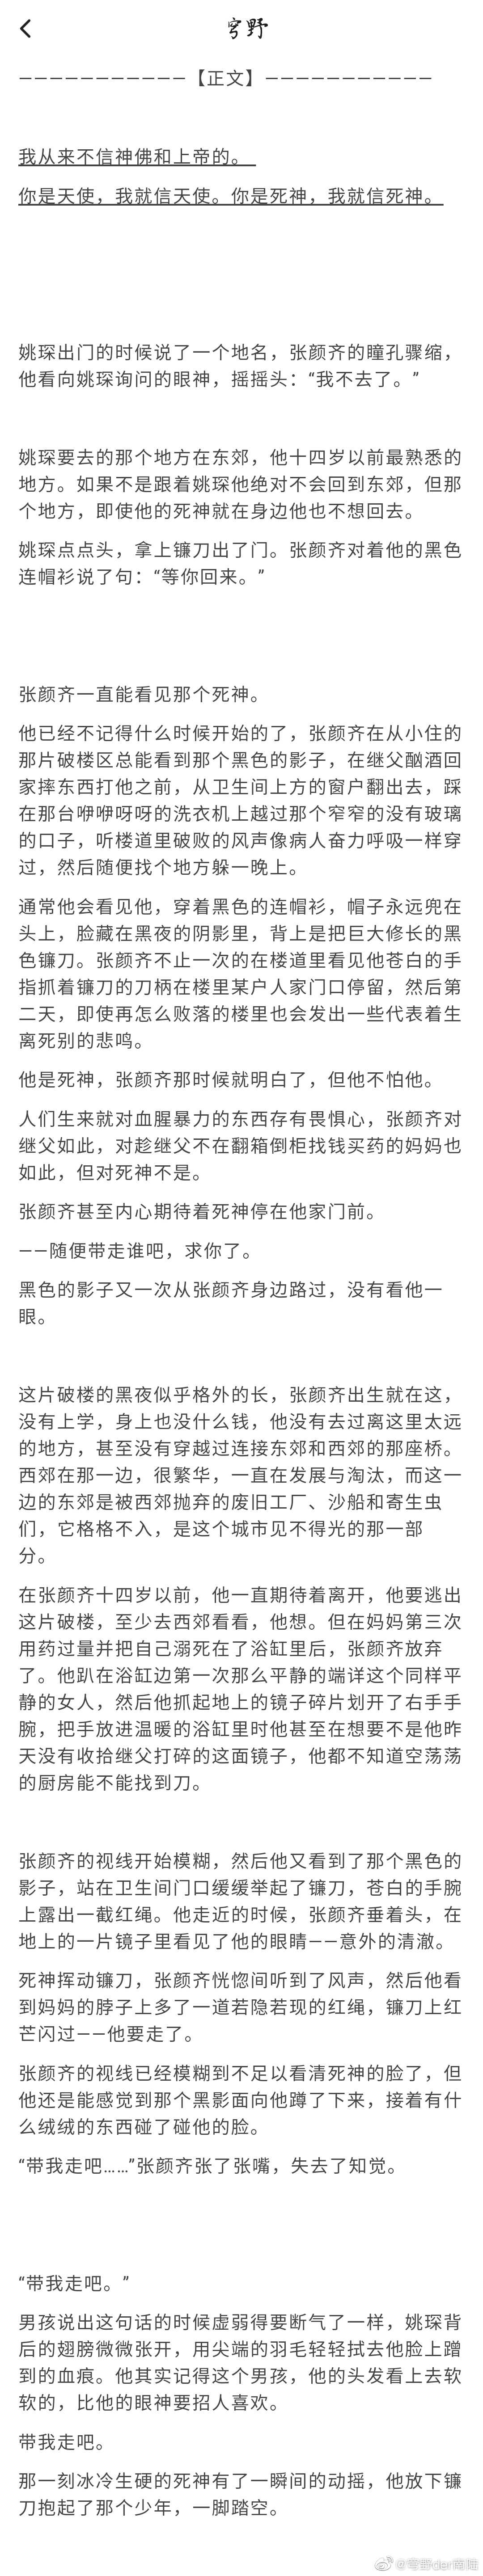 穹野
———————————【正文】———————————
我从来不信神佛和上帝的。
你是天使，我就信天使。你是死神，我就信死神。
姚琛出门的时候说了一个地名，张颜齐的瞳孔骤缩，
他看向姚琛询问的眼神，摇摇头：“我不去了。”
姚琛要去的那个地方在东郊，他十四岁以前最熟悉的
地方。如果不是跟着姚琛他绝对不会回到东郊，但那
个地方，即使他的死神就在身边他也不想回去。
姚琛点点头，拿上镰刀出了门。张颜齐对着他的黑色
连帽衫说了句：“等你回来。”
张颜齐一直能看见那个死神。
他已经不记得什么时候开始的了，张颜齐在从小住的
那片破楼区总能看到那个黑色的影子，在继父酗酒回
家摔东西打他之前，从卫生间上方的窗户翻出去，踩
在那台咿咿呀呀的洗衣机上越过那个窄窄的没有玻璃
的口子，听楼道里破败的风声像病人奋力呼吸一样穿
过，然后随便找个地方躲一晚上。
通常他会看见他，穿着黑色的连帽衫，帽子永远兜在
头上，脸藏在黑夜的阴影里，背上是把巨大修长的黑
色镰刀。张颜齐不止一次的在楼道里看见他苍白的手
指抓着镰刀的刀柄在楼里某户人家门口停留，然后第
二天，即使再怎么败落的楼里也会发出一些代表着生
离死别的悲鸣。
他是死神，张颜齐那时候就明白了，但他不怕他。
人们生来就对血腥暴力的东西存有畏惧心，张颜齐对
继父如此，对趁继父不在翻箱倒柜找钱买药的妈妈也
如此，但对死神不是。
张颜齐甚至内心期待着死神停在他家门前。
——随便带走谁吧，求你了。
黑色的影子又一次从张颜齐身边路过，没有看他一
眼。
这片破楼的黑夜似乎格外的长，张颜齐出生就在这，
没有上学，身上也没什么钱，他没有去过离这里太远
的地方，甚至没有穿越过连接东郊和西郊的那座桥。
西郊在那一边，很繁华，一直在发展与淘汰，而这一
边的东郊是被西郊抛弃的废旧工厂、沙船和寄生虫
们，它格格不入，是这个城市见不得光的那一部
分。
在张颜齐十四岁以前，他一直期待着离开，他要逃出
这片破楼，至少去西郊看看，他想。但在妈妈第三次
用药过量并把自己溺死在了浴缸里后，张颜齐放弃
了。他趴在浴缸边第一次那么平静的端详这个同样平
静的女人，然后他抓起地上的镜子碎片划开了右手手
腕，把手放进温暖的浴缸里时他甚至在想要不是他昨
天没有收拾继父打碎的这面镜子，他都不知道空荡荡
的厨房能不能找到刀。
张颜齐的视线开始模糊，然后他又看到了那个黑色的
影子，站在卫生间门口缓缓举起了镰刀，苍白的手腕
上露出一截红绳。他走近的时候，张颜齐垂着头，在
地上的一片镜子里看见了他的眼睛——意外的清澈。
死神挥动镰刀，张颜齐恍惚间听到了风声，然后他看
到妈妈的脖子上多了一道若隐若现的红绳，镰刀上红
芒闪过——他要走了。
张颜齐的视线已经模糊到不足以看清死神的脸了，但
他还是能感觉到那个黑影面向他蹲了下来，接着有什
么绒绒的东西碰了碰他的脸。
“带我走吧……”张颜齐张了张嘴，失去了知觉。
“带我走吧。”
男孩说出这句话的时候虚弱得要断气了一样，姚琛背
后的翅膀微微张开，用尖端的羽毛轻轻拭去他脸上蹭
到的血痕。他其实记得这个男孩，他的头发看上去软
软的，比他的眼神要招人喜欢。
带我走吧。
那一刻冰冷生硬的死神有了一瞬间的动摇，他放下镰
刀抱起了那个少年，一脚踏空。
@穹野der南陆